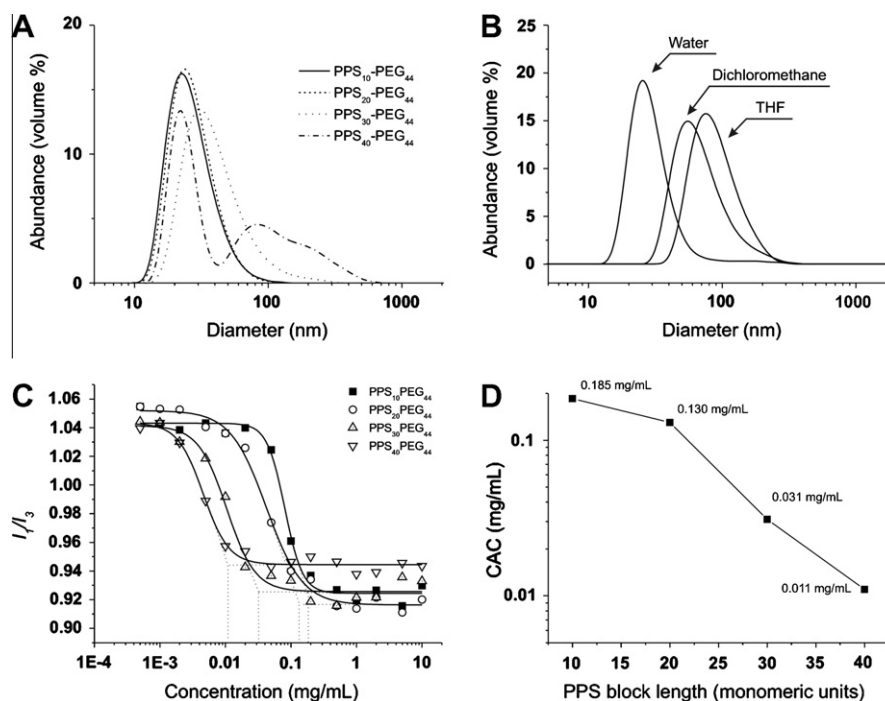 A
20
10
0
Abundance (volume %)
PPS₁₀-PEG₄₄
PPS₂₀-PEG₄₄
PPS₃₀-PEG₄₄
PPS₄₀-PEG₄₄
10 100 1000
Diameter (nm)
B
25
20
15
10
5
0
Abundance (volume %)
Water
Dichloromethane
THF
10 100 1000
Diameter (nm)
C
1.06
1.04
1.02
1.00
0.98
0.96
0.94
0.92
0.90
I₁/I₃
PPS₁₀PEG₄₄
PPS₂₀PEG₄₄
PPS₃₀PEG₄₄
PPS₄₀PEG₄₄
1E-4 1E-3 0.01 0.1 1 10
Concentration (mg/mL)
D
0.1
0.01
CAC (mg/mL)
0.185 mg/mL
0.130 mg/mL
0.031 mg/mL
0.011 mg/mL
10 15 20 25 30 35 40
PPS block length (monomeric units)